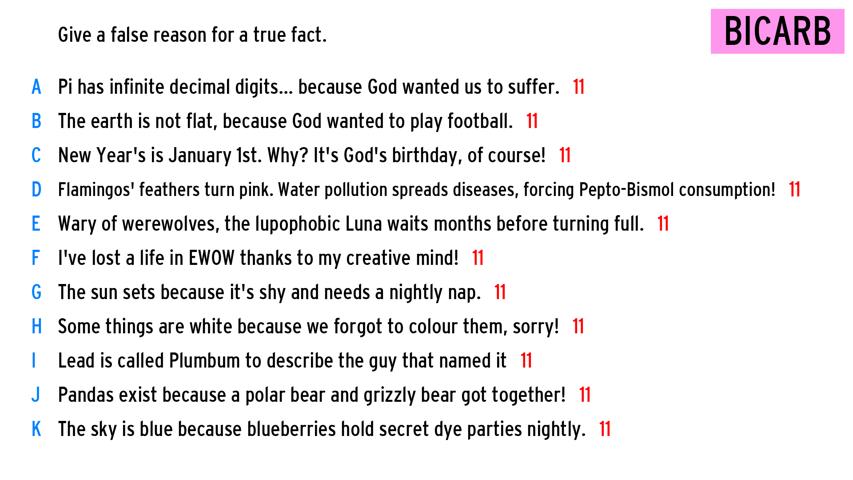 Give a false reason for a true fact.
BICARB
A Pi has infinite decimal digits... because God wanted us to suffer. 11
B The earth is not flat, because God wanted to play football. 11
C New Year's is January 1st. Why? It's God's birthday, of course! 11
D Flamingos' feathers turn pink. Water pollution spreads diseases, forcing Pepto-Bismol consumption! 11
E Wary of werewolves, the lupophobic Luna waits months before turning full. 11
F I've lost a life in EWOW thanks to my creative mind! 11
G The sun sets because it's shy and needs a nightly nap. 11
H Some things are white because we forgot to colour them, sorry! 11
I Lead is called Plumbum to describe the guy that named it 11
J Pandas exist because a polar bear and grizzly bear got together! 11
K The sky is blue because blueberries hold secret dye parties nightly. 11